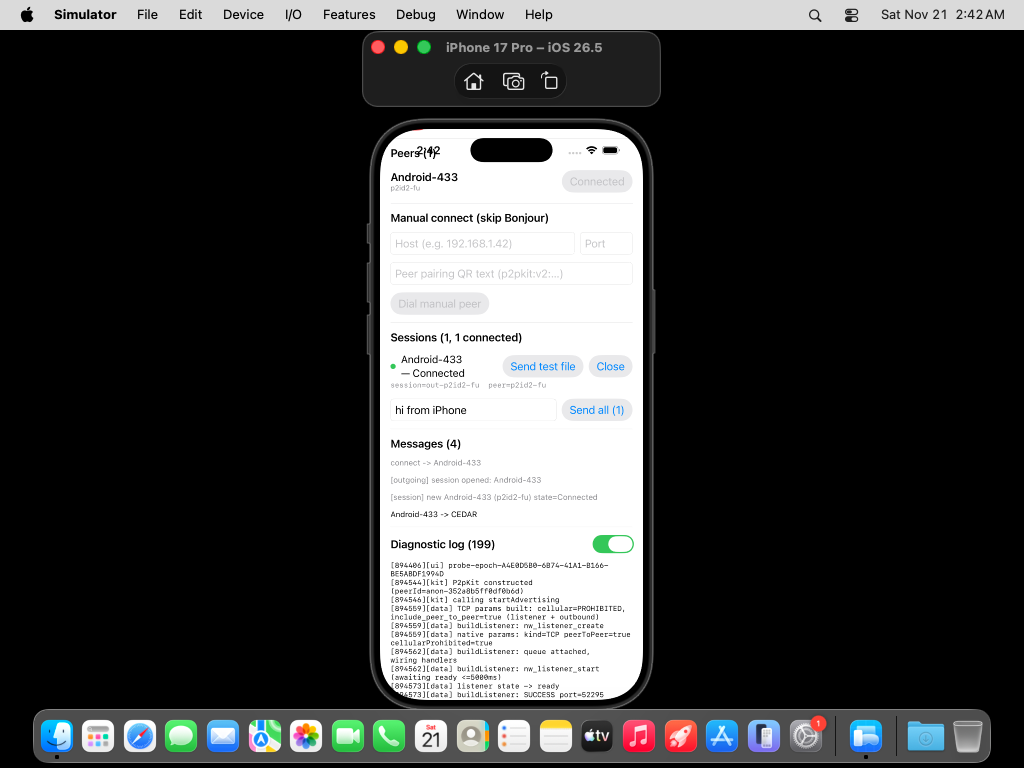 Simulator File Edit Device I/O Features Debug Window Help Sat Nov 21 2:42 AM
iPhone 17 Pro – iOS 26.5
2:42
Peers (1)
Android-433
p2id2-fu
Connected
Manual connect (skip Bonjour)
Host (e.g. 192.168.1.42) Port
Peer pairing QR text (p2pkit:v2:...)
Dial manual peer
Sessions (1, 1 connected)
Android-433
— Connected
Send test file Close
session=out-p2id2-fu peer=p2id2-fu
hi from iPhone Send all (1)
Messages (4)
connect -> Android-433
[outgoing] session opened: Android-433
[session] new Android-433 (p2id2-fu) state=Connected
Android-433 -> CEDAR
Diagnostic log (199)
[894406][ui] probe-epoch-A4E0D5B0-6B74-41A1-8166-
BE5ABDF1994D
[894544][kit] P2pKit constructed
(peerId=anon-352a8b5ff0df0b6d)
[894546][kit] calling startAdvertising
[894559][data] TCP params built: cellular=PROHIBITED,
include_peer_to_peer=true (listener + outbound)
[894559][data] buildListener: nw_listener_create
[894559][data] native params: kind=TCP peerToPeer=true
cellularProhibited=true
[894562][data] buildListener: queue attached,
wiring handlers
[894562][data] buildListener: nw_listener_start
(awaiting ready <=5000ms)
[894573][data] listener state -> ready
[894573][data] buildListener: SUCCESS port=52295
Sat
21
tv
1